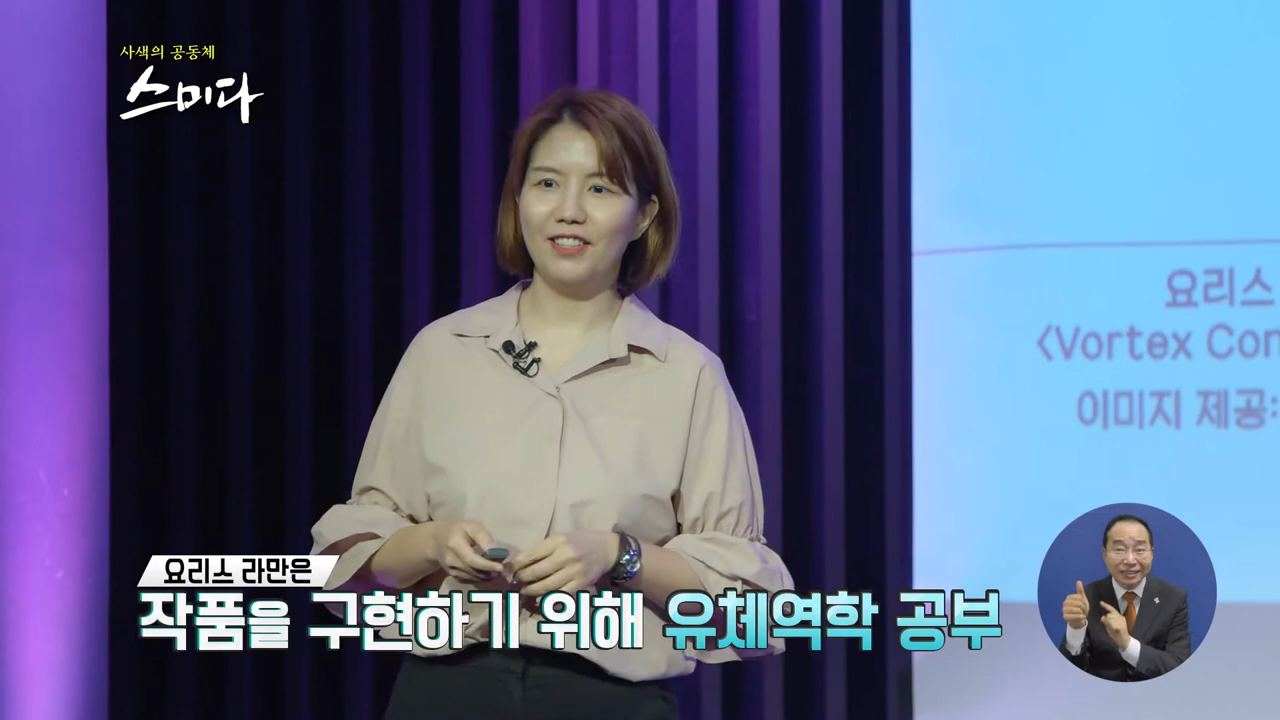 사색의 공동체
스미다
요리스
<Vortex Con
이미지 제공:
요리스 라만은
작품을 구현하기 위해 유체역학 공부